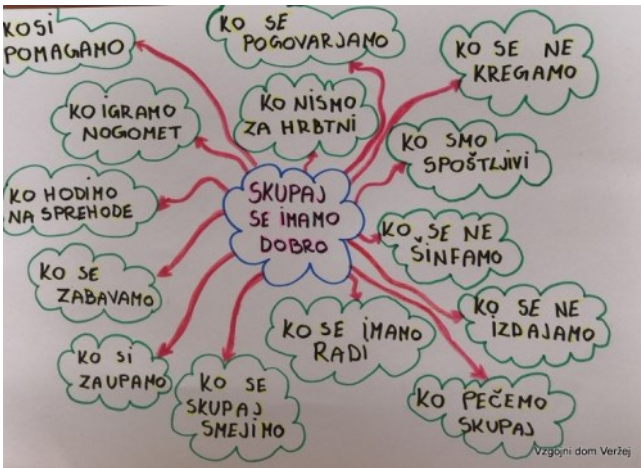 KO SI
POMAGAMO
KO SE
POGOVARJAMO
KO SE NE
KREGAMO
KO IGRAMO
NOGOMET
KO NISMO
ZAHRBTNI
KO SMO
SPOŠTLJIVI
KO HODIMO
NA SPREHODE
SKUPAJ
SE IMAMO
DOBRO
KO SE NE
ŠINFAMO
KO SE
ZABAVAMO
KO SE NE
IZDAJAMO
KO SE IMAMO
RADI
KO SI
ZAUPAMO
KO SE
SKUPAJ
SMEJIMO
KO PEČEMO
SKUPAJ
Vzgojni dom Veržej